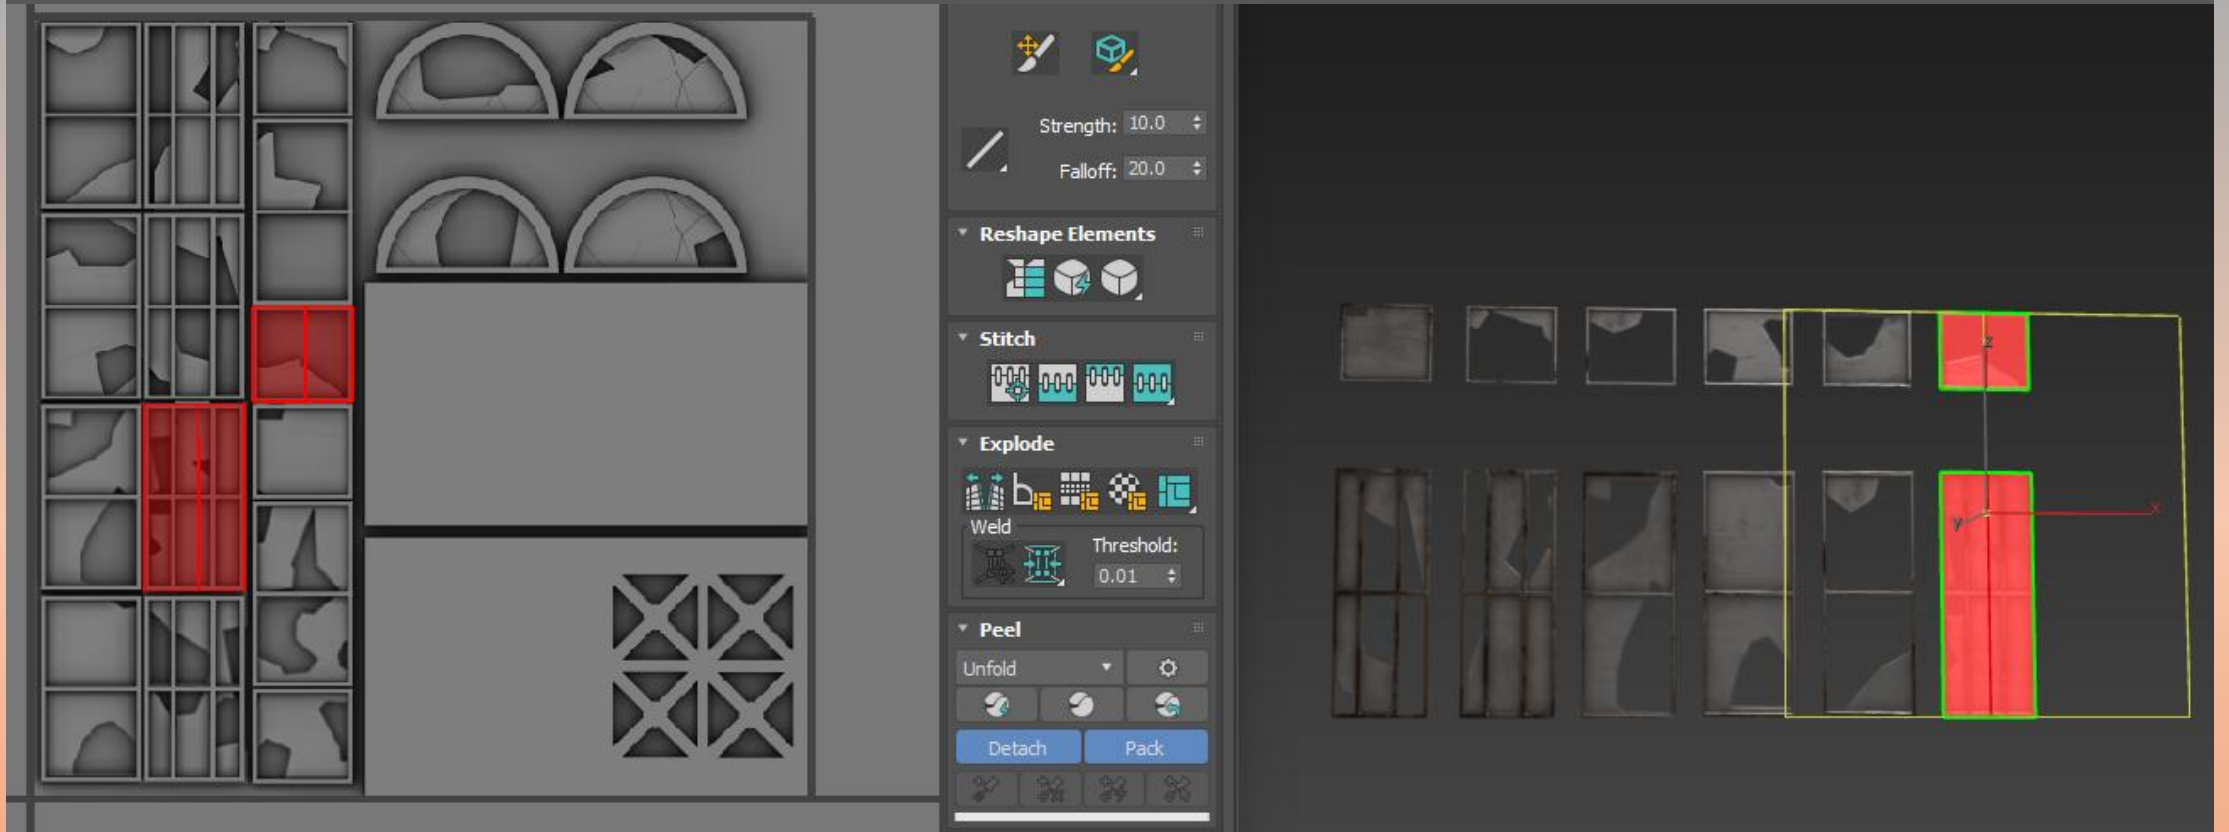 Strength: 10.0
Falloff: 20.0
Reshape Elements
Stitch
Explode
Weld
Threshold:
0.01
Peel
Unfold
Detach Pack
z
x
y